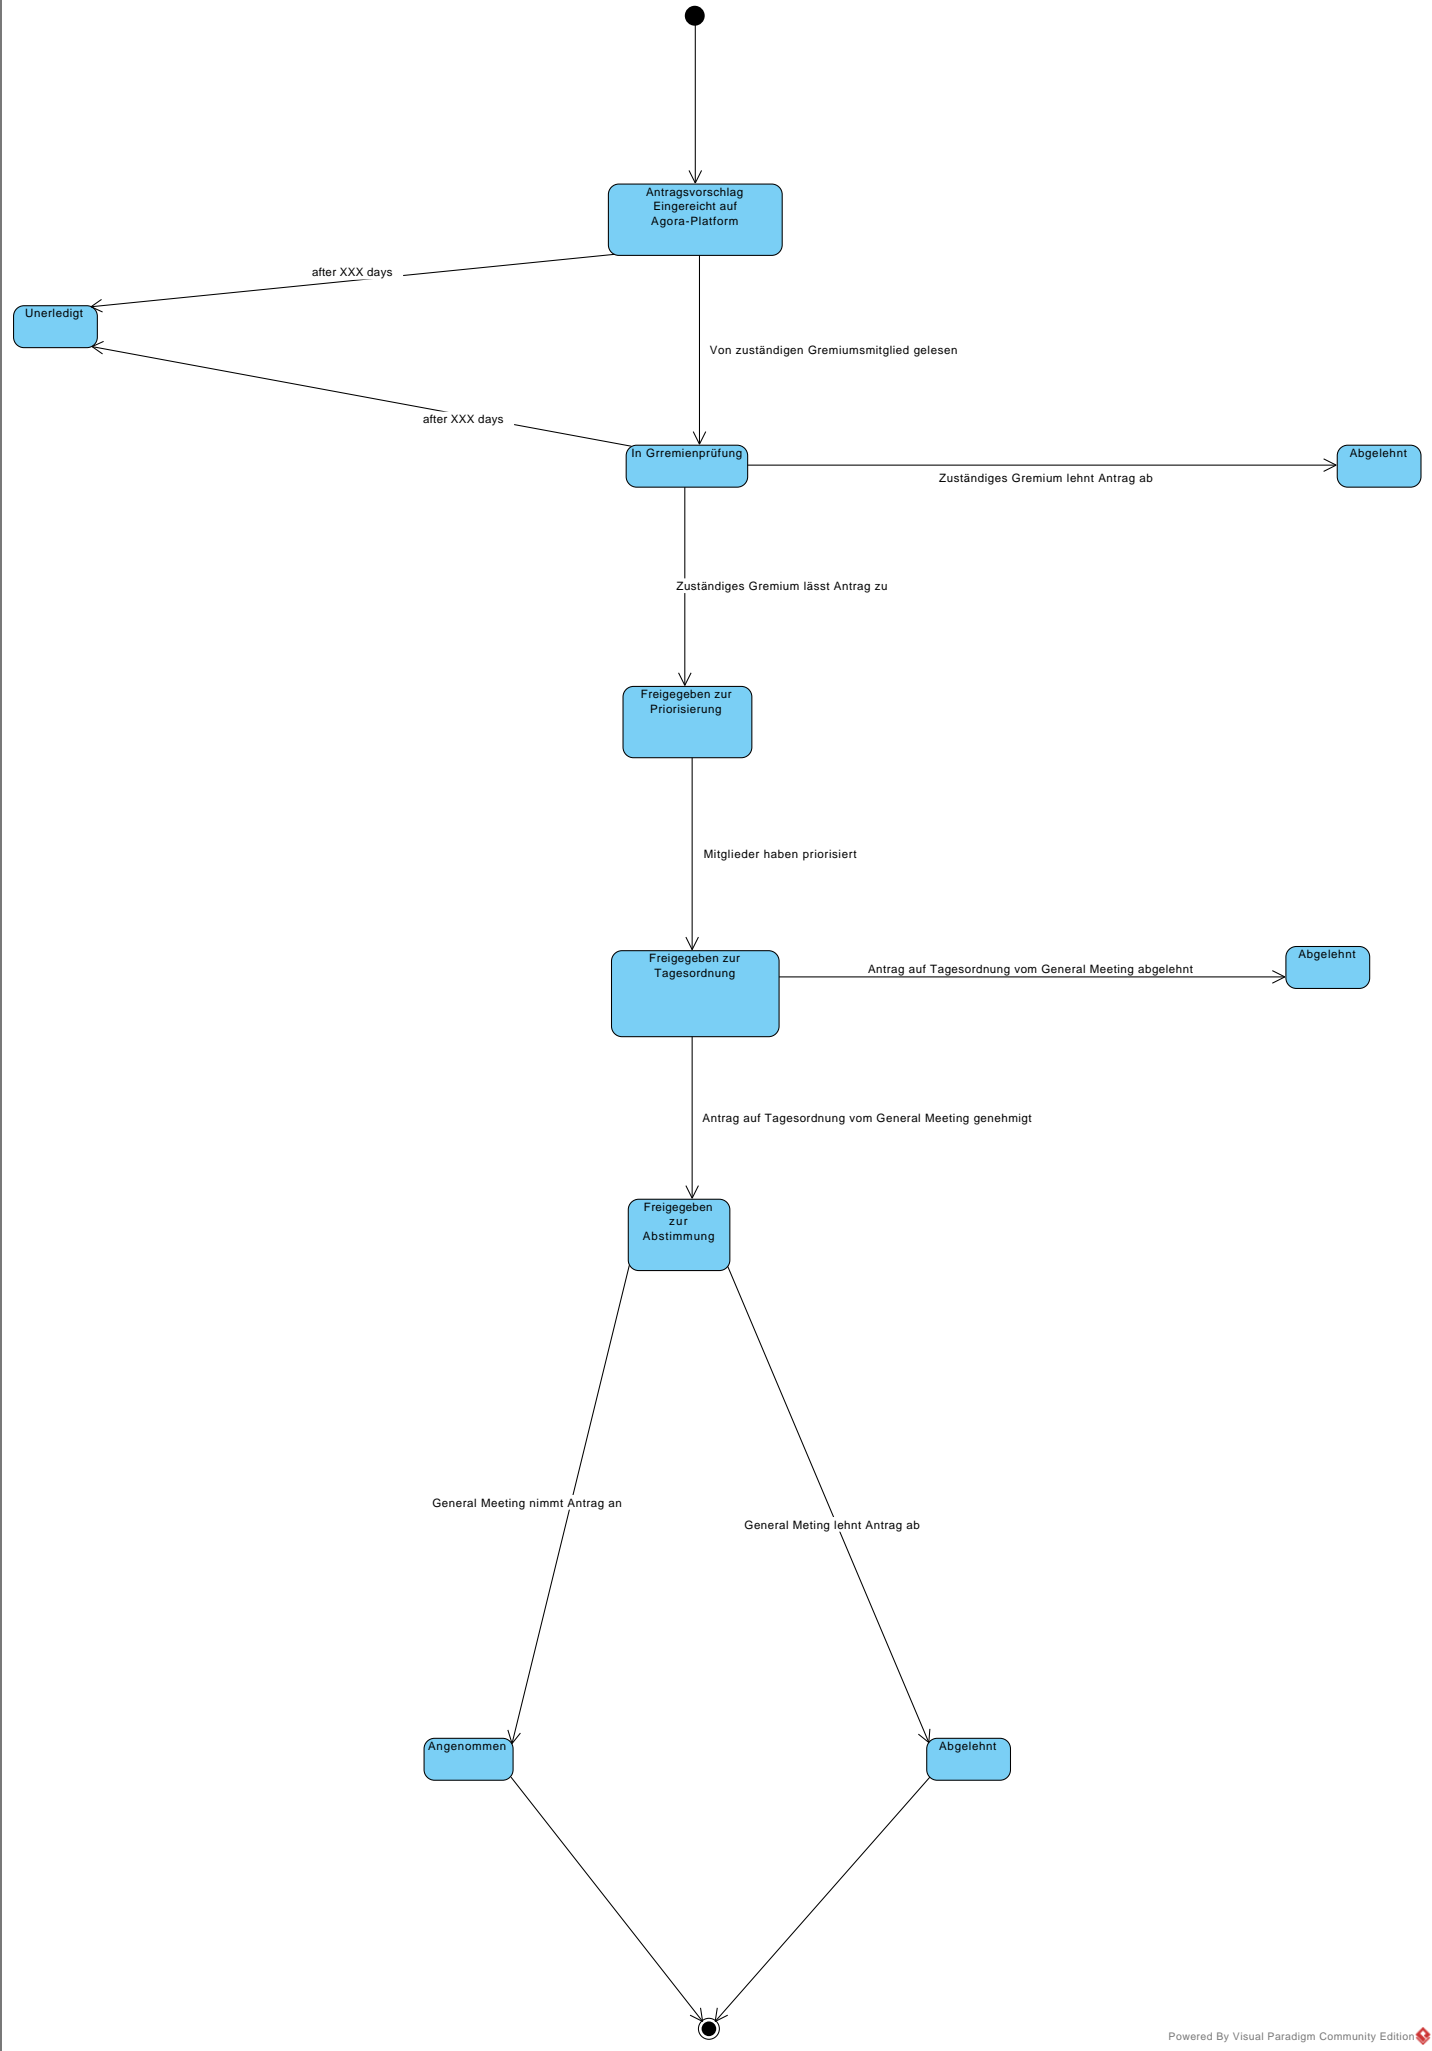 Antragsvorschlag
Eingereicht auf
Agora-Platform
after XXX days
Unerledigt
Von zuständigen Gremiumsmitglied gelesen
after XXX days
In Grremienprüfung
Abgelehnt
Zuständiges Gremium lehnt Antrag ab
Zuständiges Gremium lässt Antrag zu
Freigegeben zur
Priorisierung
Mitglieder haben priorisiert
Freigegeben zur
Tagesordnung
Antrag auf Tagesordnung vom General Meeting abgelehnt
Abgelehnt
Antrag auf Tagesordnung vom General Meeting genehmigt
Freigegeben
zur
Abstimmung
General Meeting nimmt Antrag an
General Meting lehnt Antrag ab
Angenommen
Abgelehnt
Powered By Visual Paradigm Community Edition